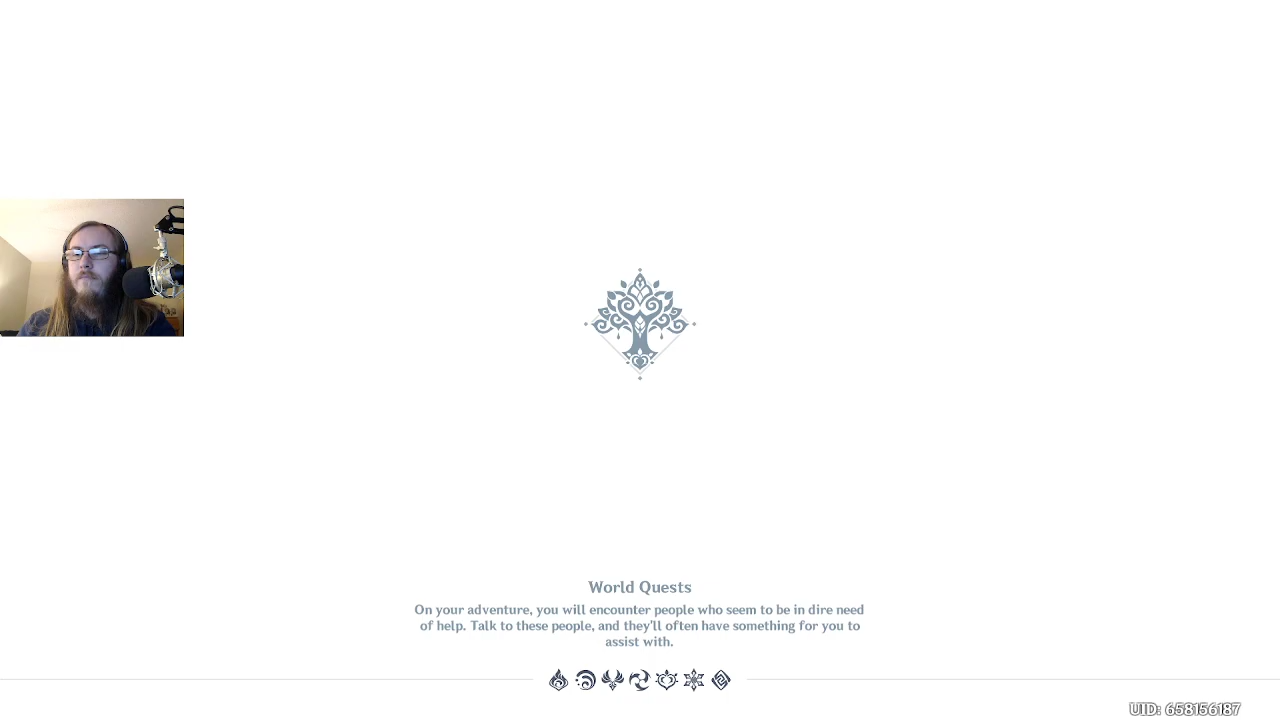 World Quests
On your adventure, you will encounter people who seem to be in dire need
of help. Talk to these people, and they'll often have something for you to
assist with.
UID: 658156187